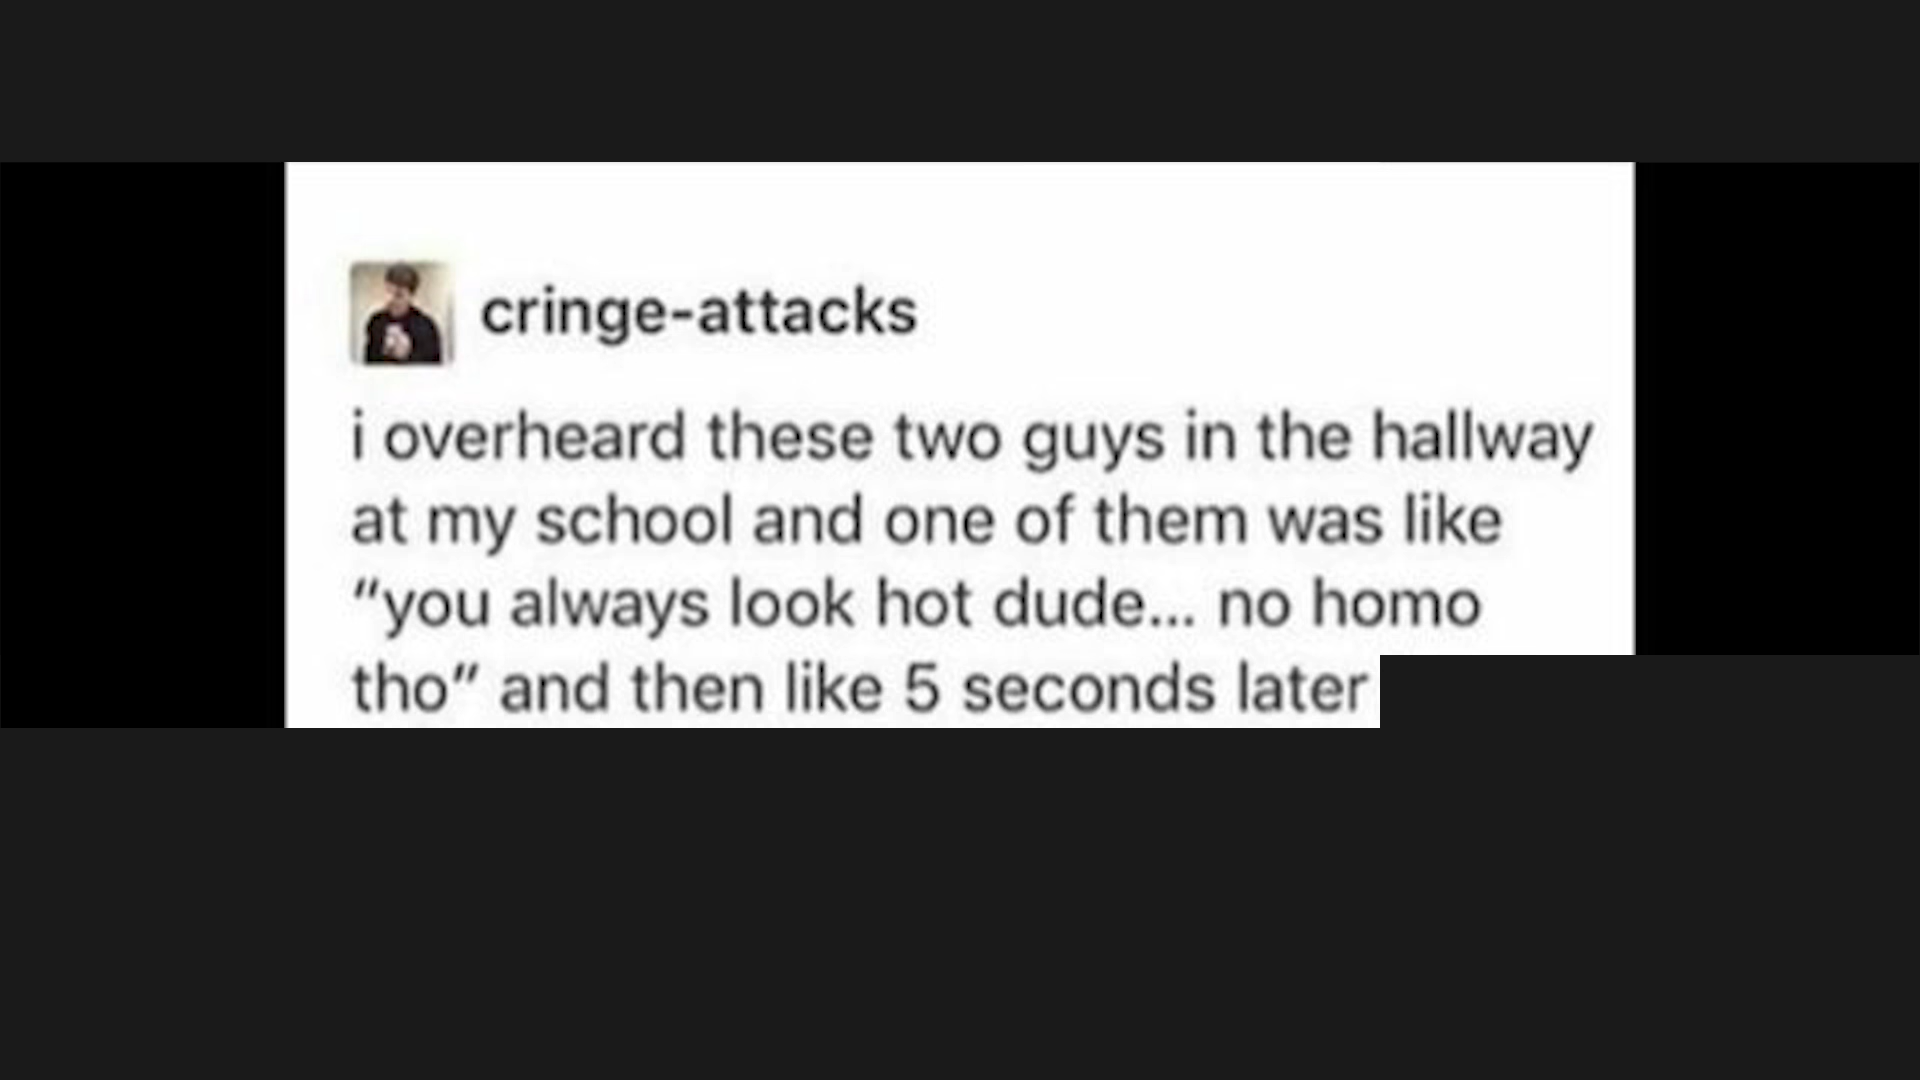 cringe-attacks
i overheard these two guys in the hallway
at my school and one of them was like
"you always look hot dude... no homo
tho" and then like 5 seconds later